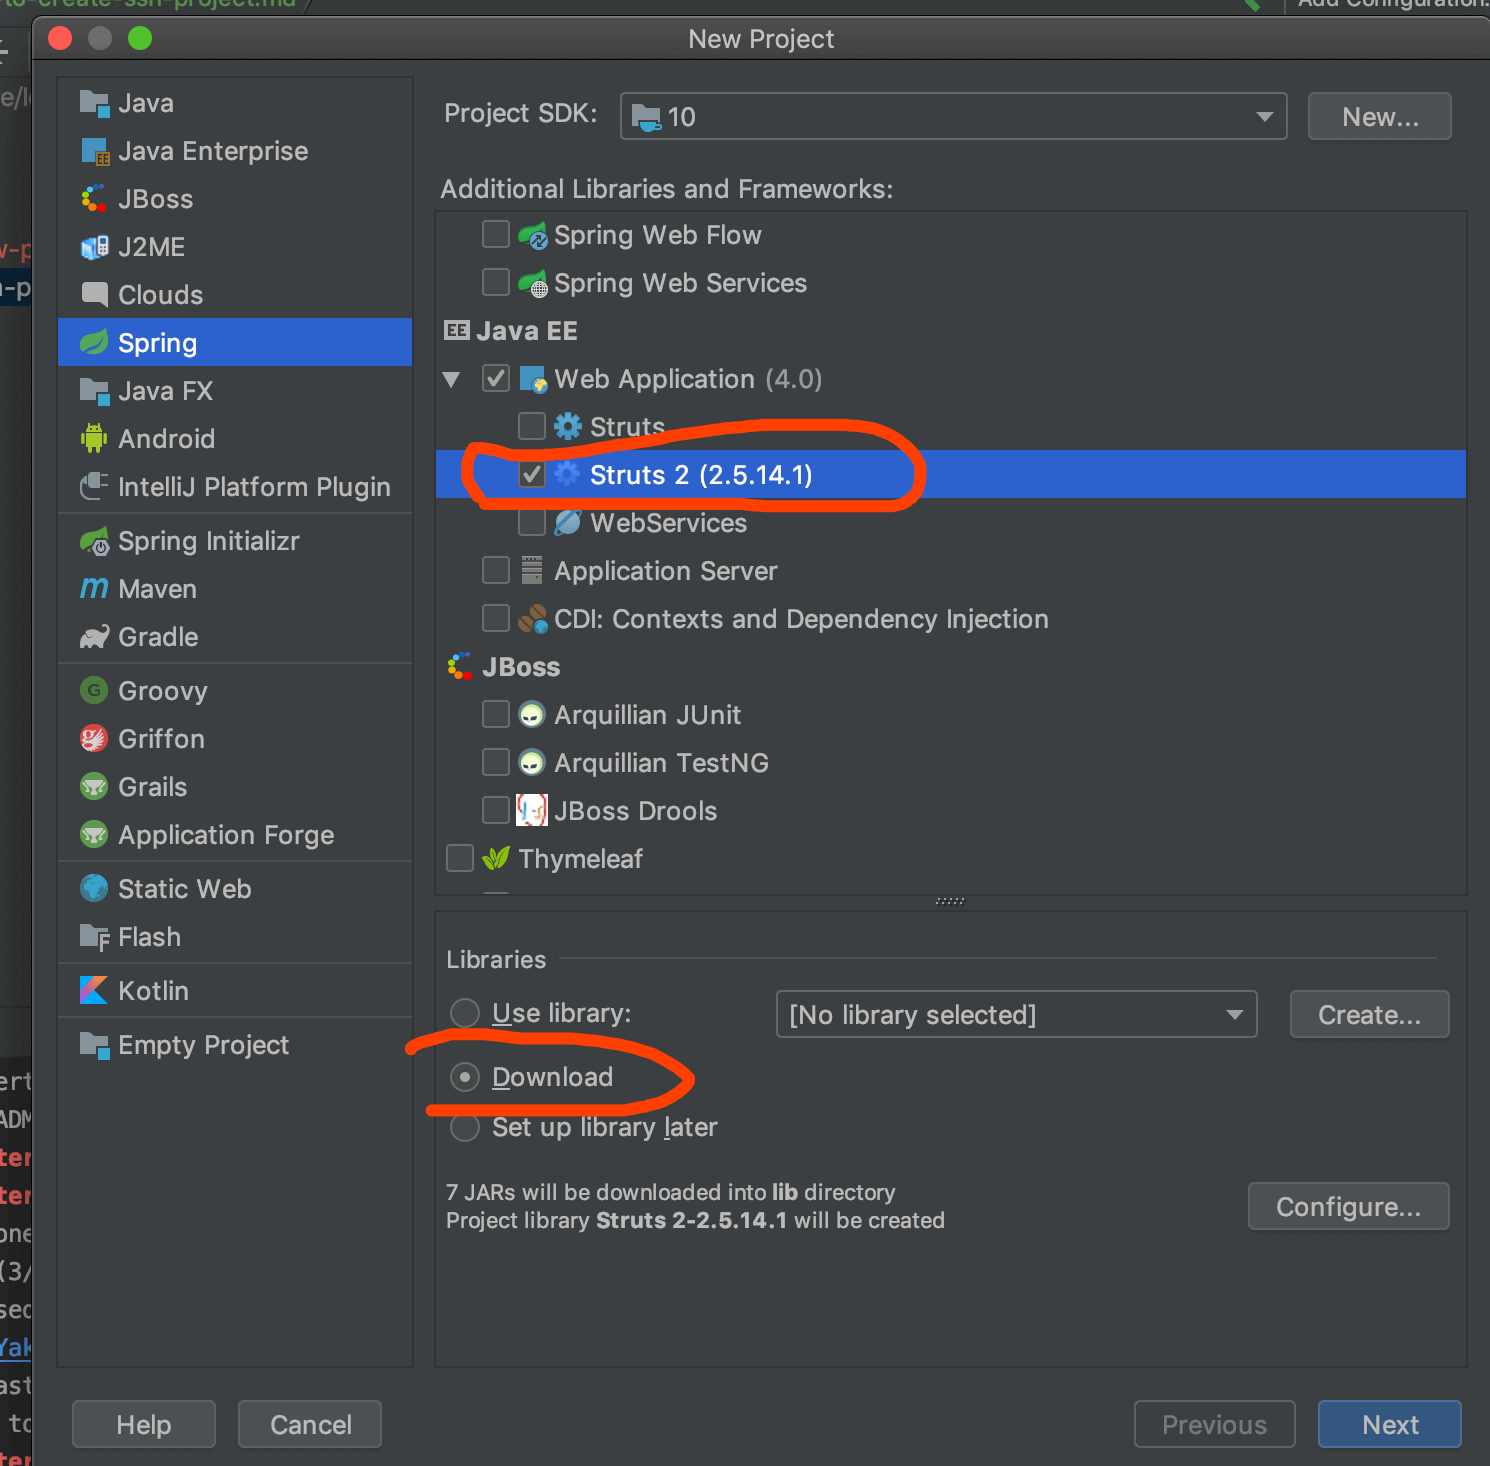 to-create-ssh-project.md
Add Configuration.
New Project
Java
Java Enterprise
JBoss
J2ME
Clouds
Spring
Java FX
Android
IntelliJ Platform Plugin
Spring Initializr
Maven
Gradle
Groovy
Griffon
Grails
Application Forge
Static Web
Flash
Kotlin
Empty Project
Project SDK:
10
New...
Additional Libraries and Frameworks:
Spring Web Flow
Spring Web Services
Java EE
Web Application (4.0)
Struts
Struts 2 (2.5.14.1)
WebServices
Application Server
CDI: Contexts and Dependency Injection
JBoss
Arquillian JUnit
Arquillian TestNG
JBoss Drools
Thymeleaf
Libraries
Use library:
[No library selected]
Create...
Download
Set up library later
7 JARs will be downloaded into lib directory
Project library Struts 2-2.5.14.1 will be created
Configure...
Help
Cancel
Previous
Next